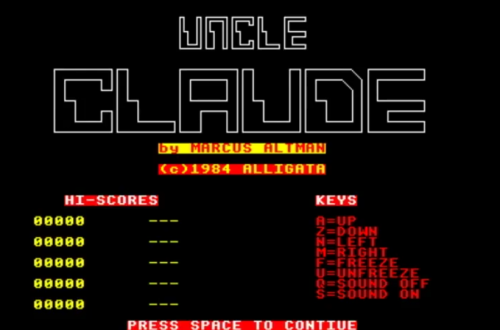 UNCLE
CLAUDE
by MARCUS ALTMAN
(c)1984 ALLIGATA
HI-SCORES
00000 ---
00000 ---
00000 ---
00000 ---
00000 ---
KEYS
A=UP
Z=DOWN
N=LEFT
M=RIGHT
F=FREEZE
U=UNFREEZE
Q=SOUND OFF
S=SOUND ON
PRESS SPACE TO CONTIVE